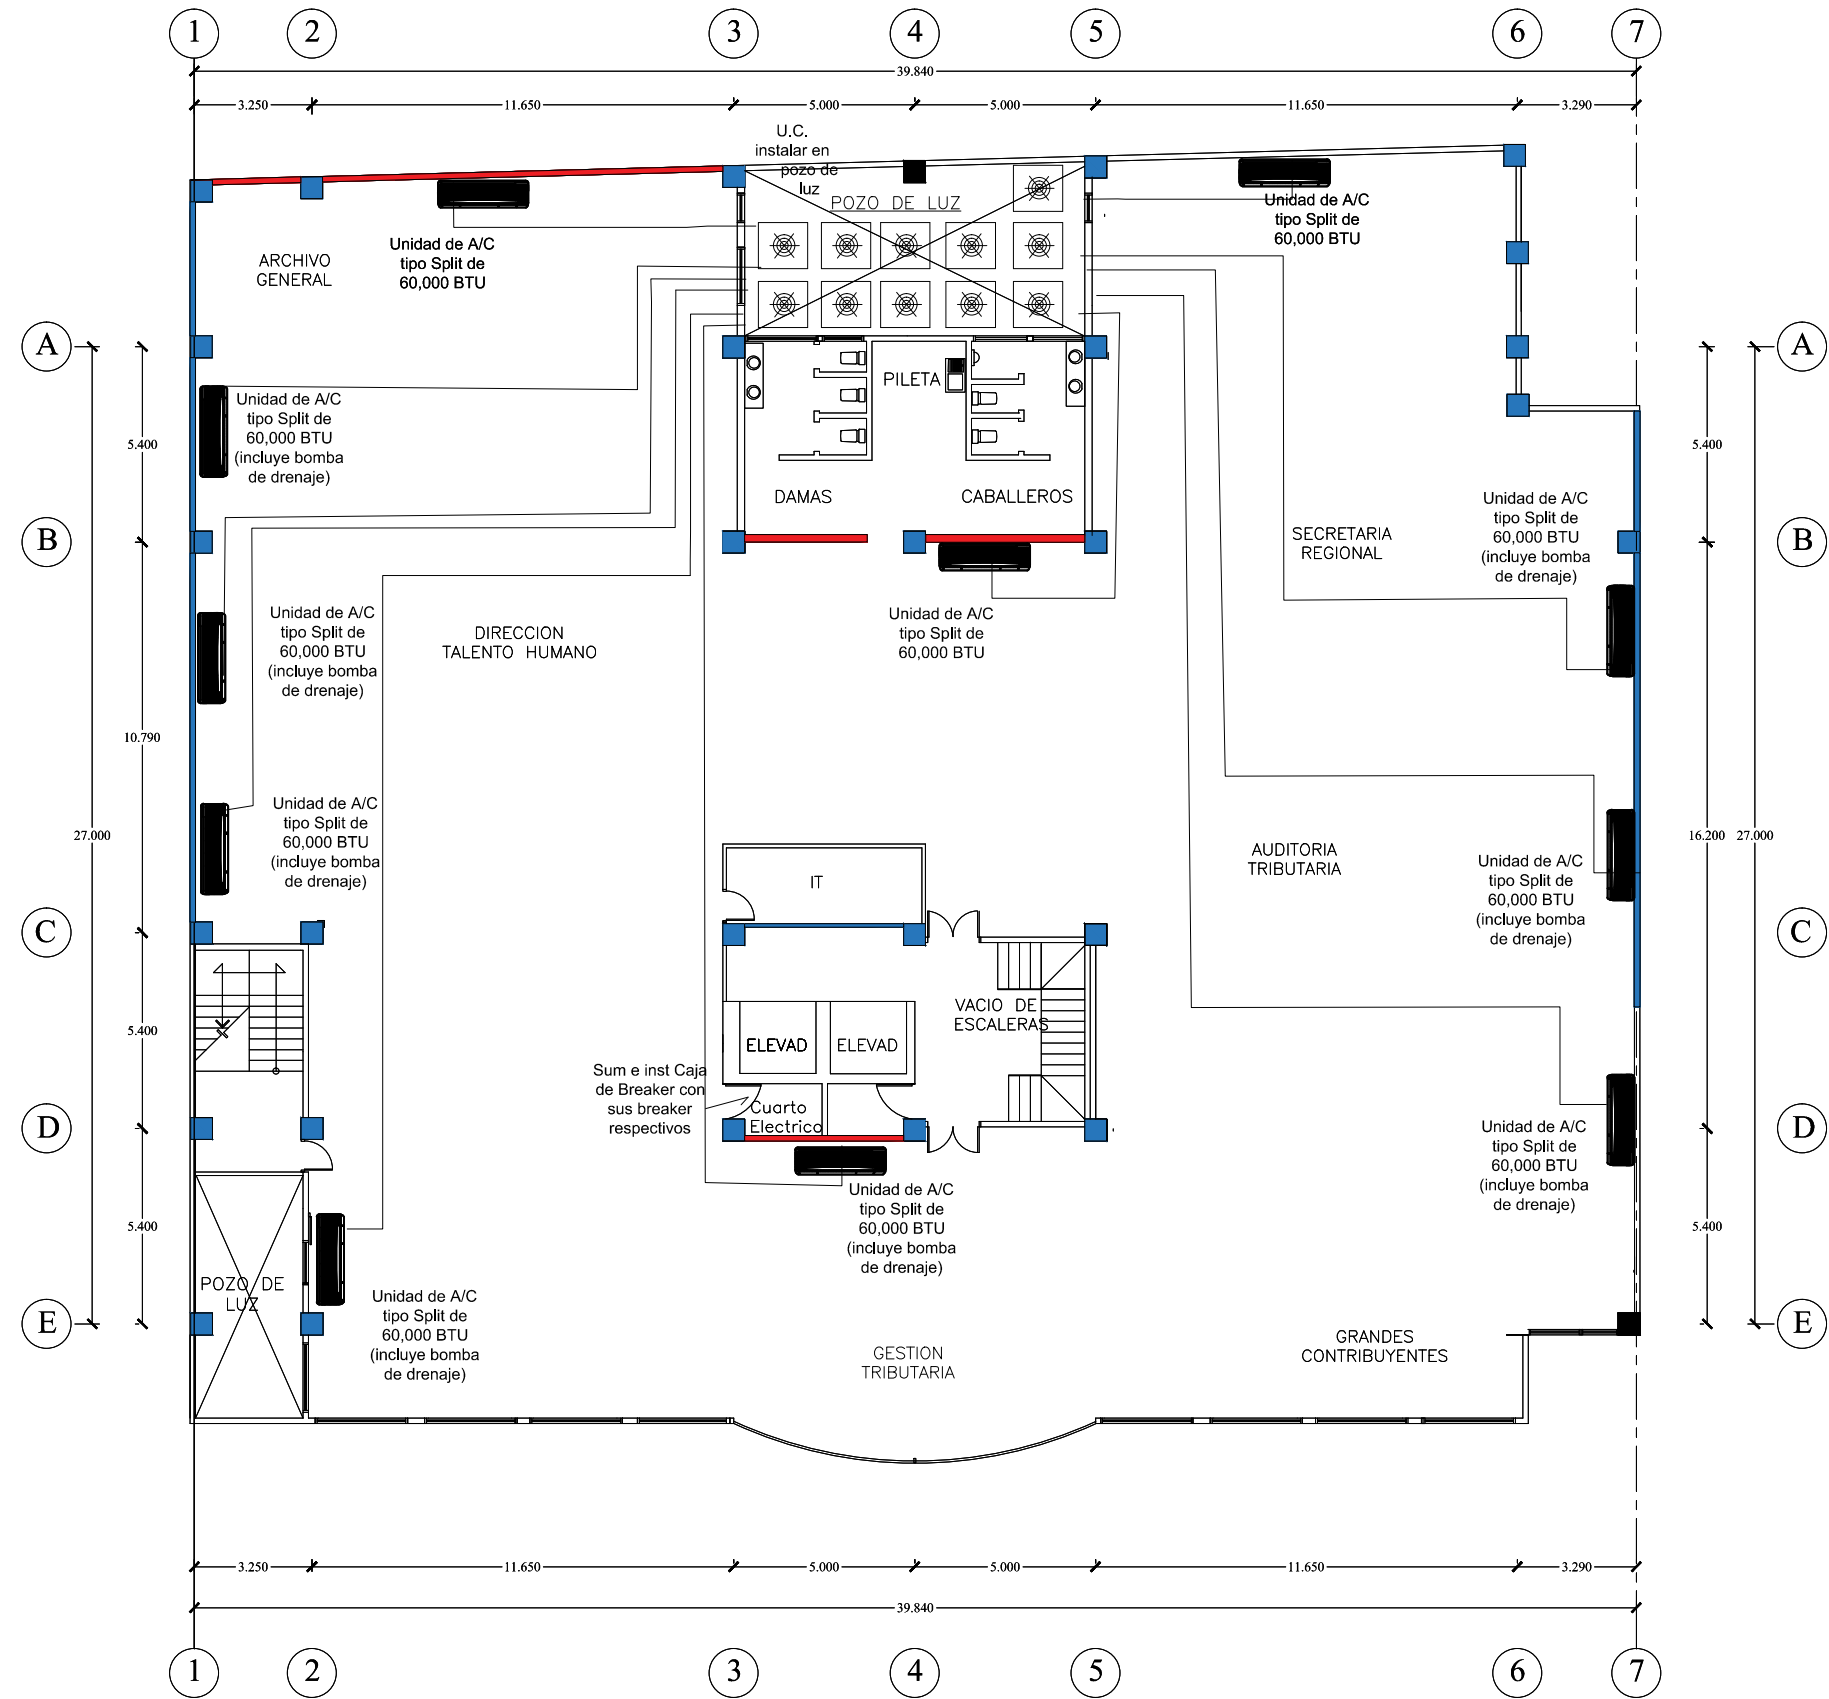 1
2
3
4
5
6
7
39.840
3.250
11.650
5.000
5.000
11.650
3.290
U.C.
instalar en
pozo de
luz
POZO DE LUZ
Unidad de A/C
tipo Split de
60,000 BTU
Unidad de A/C
tipo Split de
60,000 BTU
ARCHIVO
GENERAL
A
A
PILETA
Unidad de A/C
tipo Split de
60,000 BTU
(incluye bomba
de drenaje)
5.400
5.400
DAMAS
CABALLEROS
Unidad de A/C
tipo Split de
60,000 BTU
(incluye bomba
de drenaje)
B
B
SECRETARIA
REGIONAL
Unidad de A/C
tipo Split de
60,000 BTU
(incluye bomba
de drenaje)
DIRECCION
TALENTO HUMANO
Unidad de A/C
tipo Split de
60,000 BTU
10.790
Unidad de A/C
tipo Split de
60,000 BTU
(incluye bomba
de drenaje)
27.000
16.200
27.000
IT
AUDITORIA
TRIBUTARIA
Unidad de A/C
tipo Split de
60,000 BTU
(incluye bomba
de drenaje)
C
C
VACIO DE
ESCALERAS
5.400
ELEVAD
ELEVAD
Sum e inst Caja
de Breaker con
sus breaker
respectivos
Cuarto
Electrico
D
D
Unidad de A/C
tipo Split de
60,000 BTU
(incluye bomba
de drenaje)
Unidad de A/C
tipo Split de
60,000 BTU
(incluye bomba
de drenaje)
5.400
5.400
POZO DE
LUZ
Unidad de A/C
tipo Split de
60,000 BTU
(incluye bomba
de drenaje)
E
E
GESTION
TRIBUTARIA
GRANDES
CONTRIBUYENTES
3.250
11.650
5.000
5.000
11.650
3.290
39.840
1
2
3
4
5
6
7